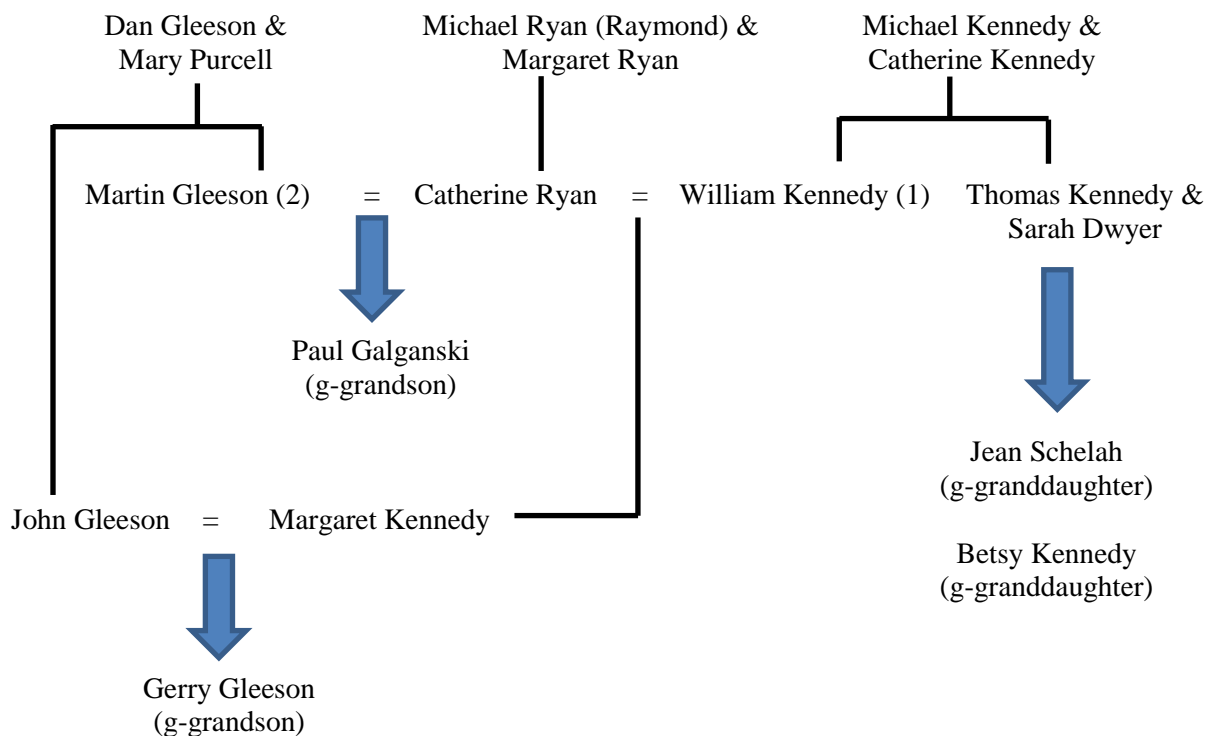 Dan Gleeson &
Mary Purcell
Michael Ryan (Raymond) &
Margaret Ryan
Michael Kennedy &
Catherine Kennedy
Martin Gleeson (2) = Catherine Ryan = William Kennedy (1) Thomas Kennedy &
Sarah Dwyer
Paul Galganski
(g-grandson)
Jean Schelah
(g-granddaughter)
John Gleeson = Margaret Kennedy
Betsy Kennedy
(g-granddaughter)
Gerry Gleeson
(g-grandson)